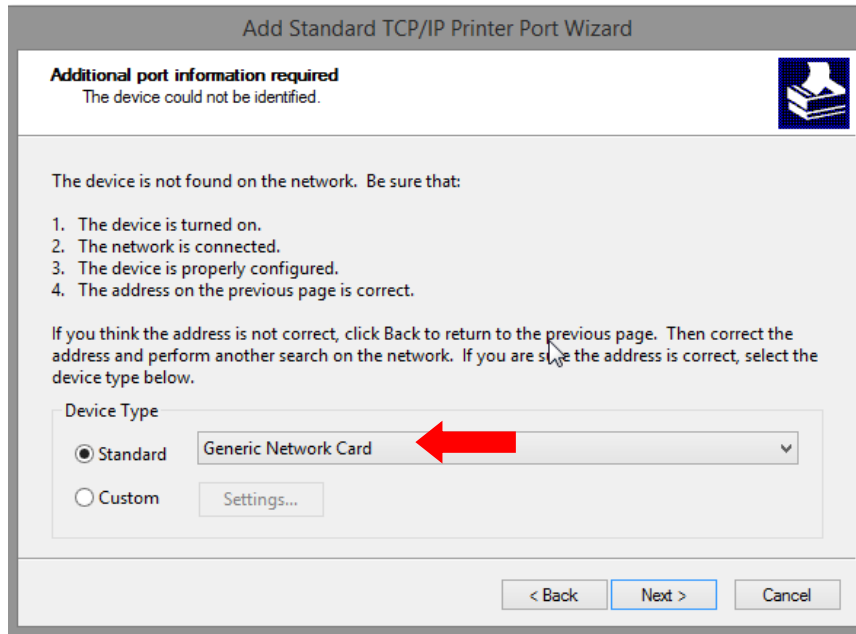 Add Standard TCP/IP Printer Port Wizard
Additional port information required
The device could not be identified.
The device is not found on the network.  Be sure that:
1.  The device is turned on.
2.  The network is connected.
3.  The device is properly configured.
4.  The address on the previous page is correct.
If you think the address is not correct, click Back to return to the previous page.  Then correct the
address and perform another search on the network.  If you are sure the address is correct, select the
device type below.
Device Type
Standard
Generic Network Card
Custom
Settings...
< Back
Next >
Cancel